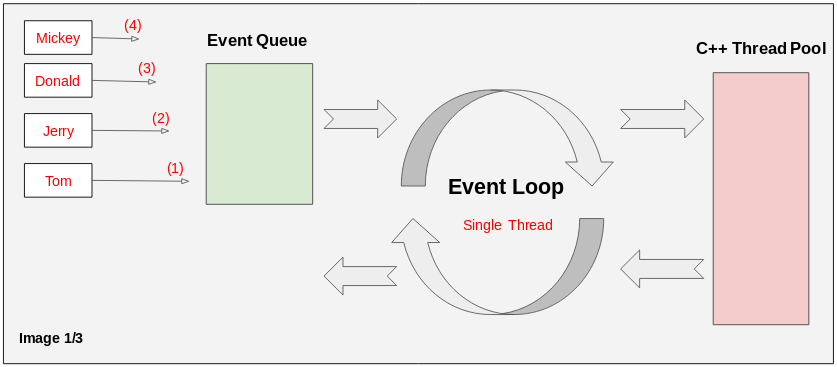 Mickey
(4)
Donald
(3)
Jerry
(2)
Tom
(1)
Event Queue
Event Loop
Single Thread
C++ Thread Pool
Image 1/3